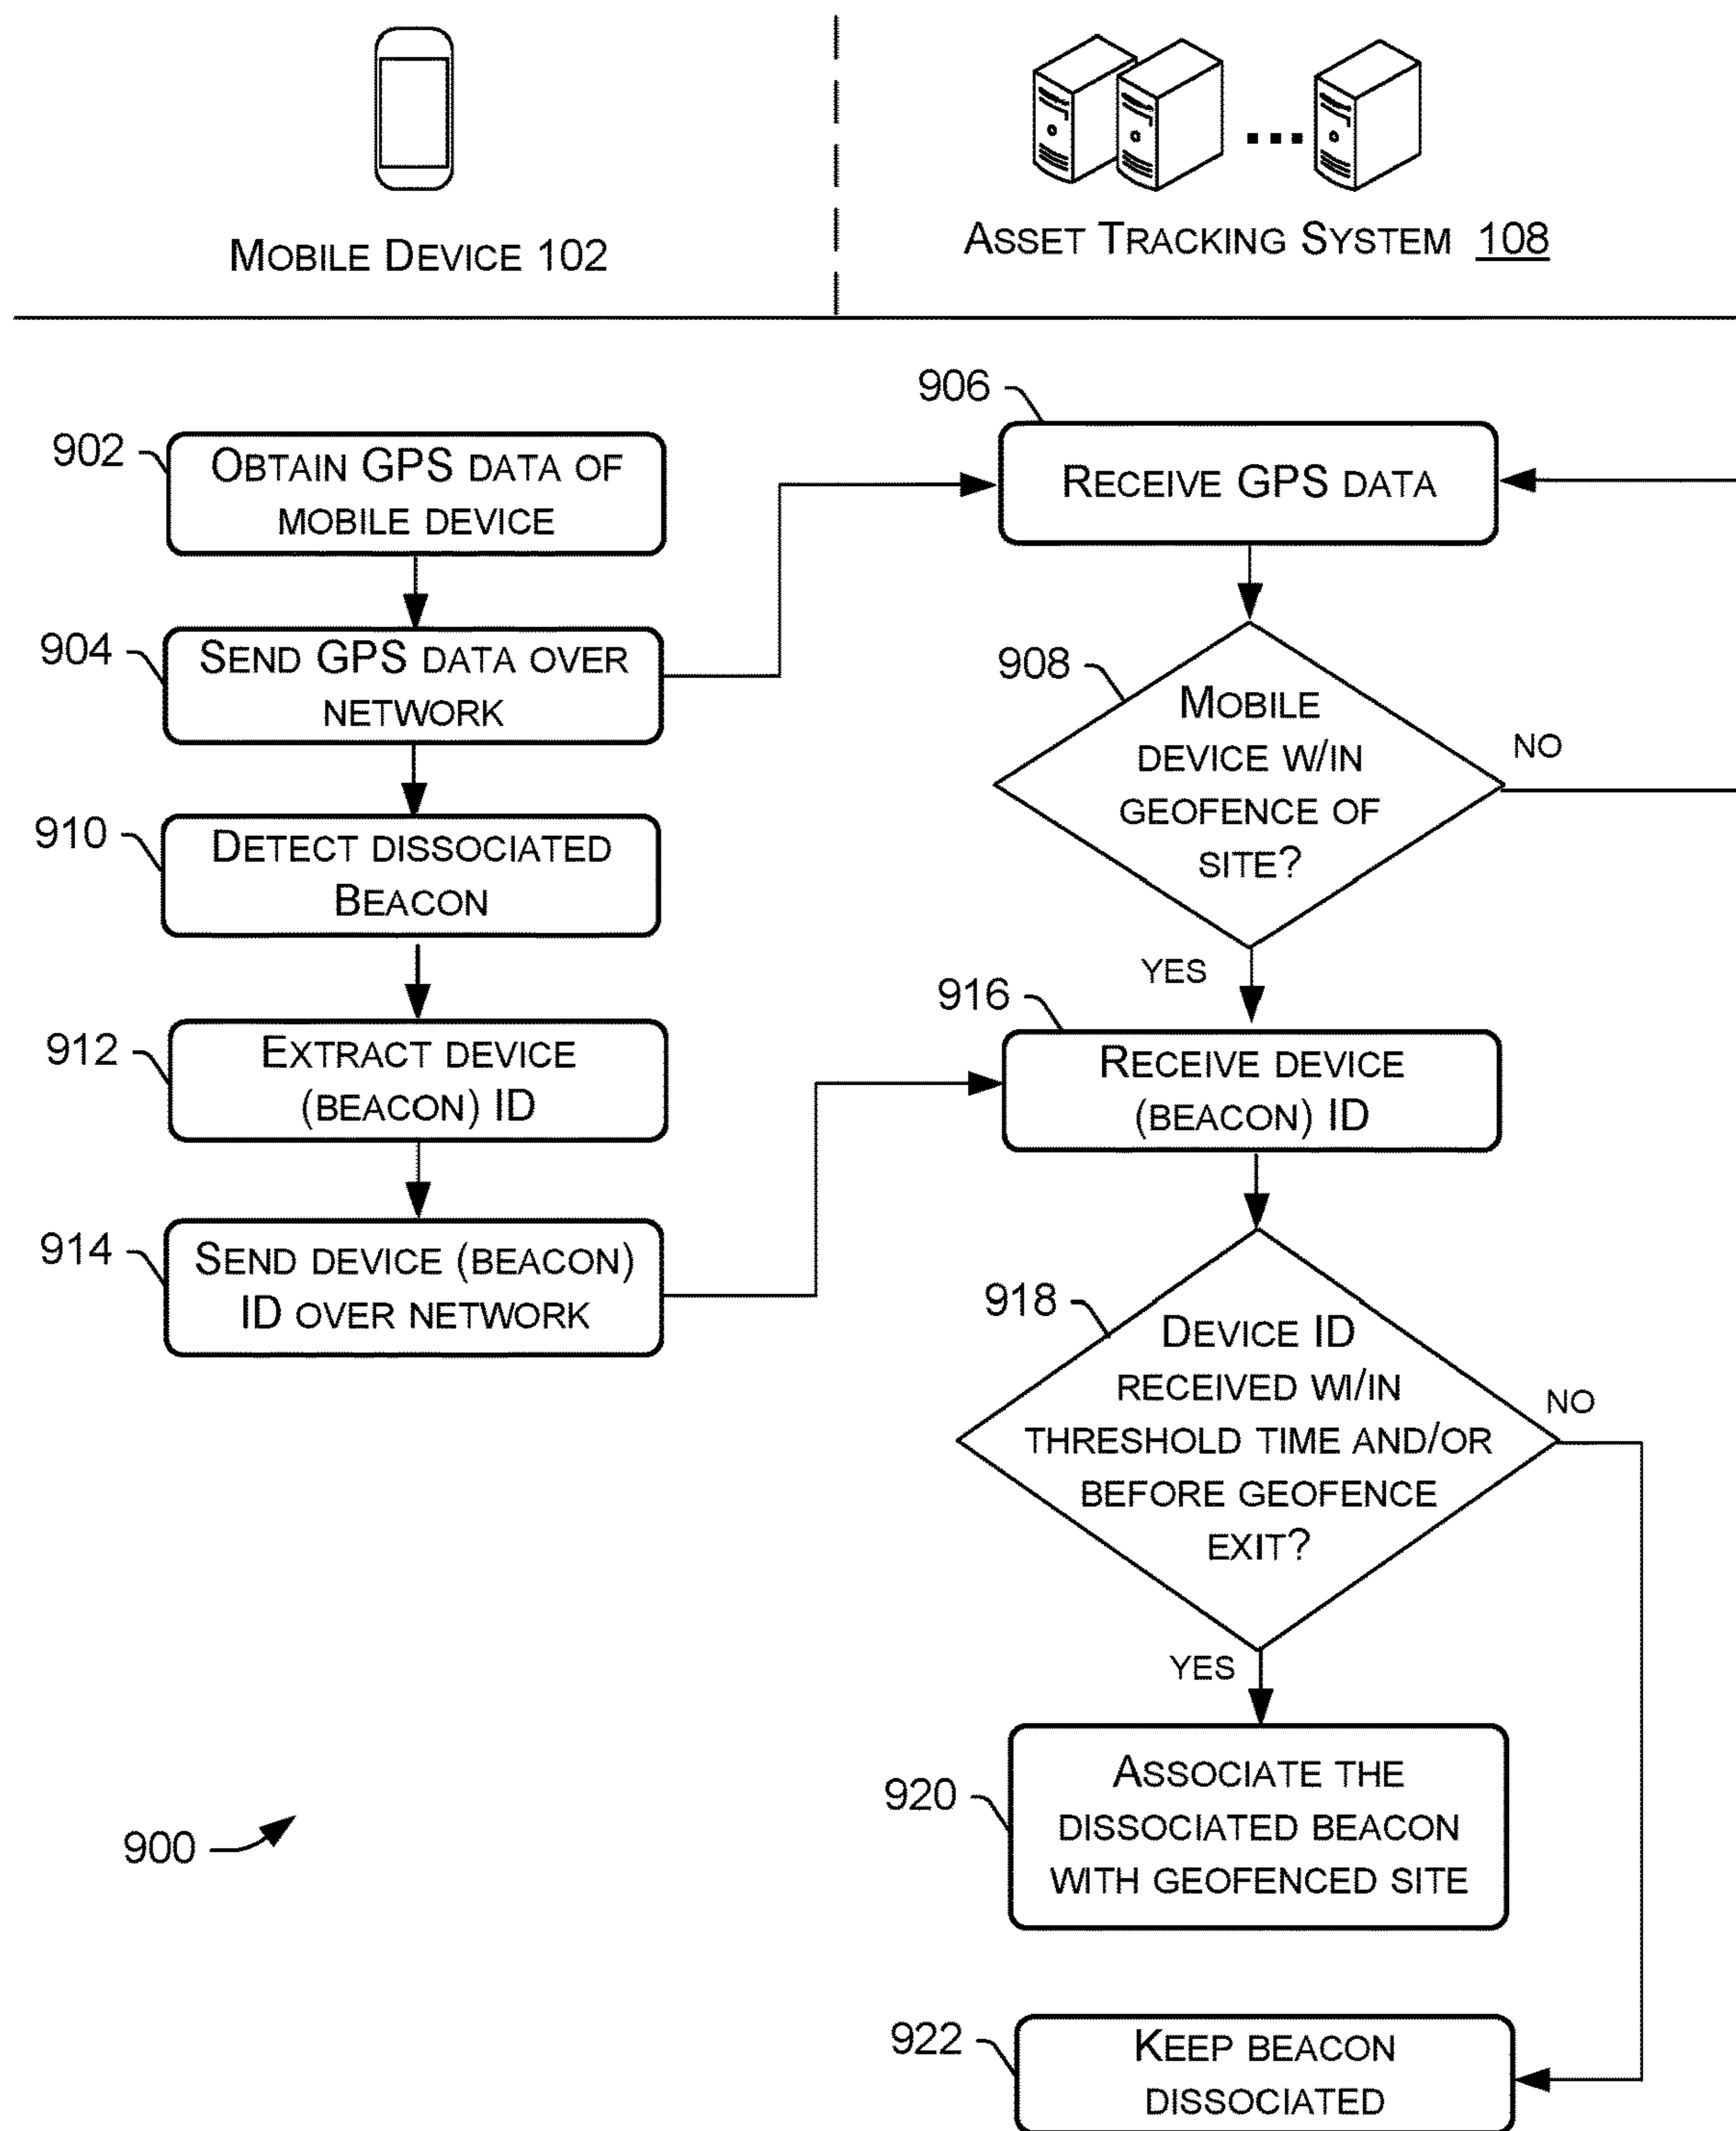 Mobile Device 102
Asset Tracking System 108
902
Obtain GPS data of
mobile device
904
Send GPS data over
network
910
Detect dissociated
Beacon
912
Extract device
(beacon) ID
914
Send device (beacon)
ID over network
906
Receive GPS data
908
Mobile
device w/in
geofence of
site?
NO
YES
916
Receive device
(beacon) ID
918
Device ID
received wi/in
threshold time and/or
before geofence
exit?
NO
YES
920
Associate the
dissociated beacon
with geofenced site
922
Keep beacon
dissociated
900